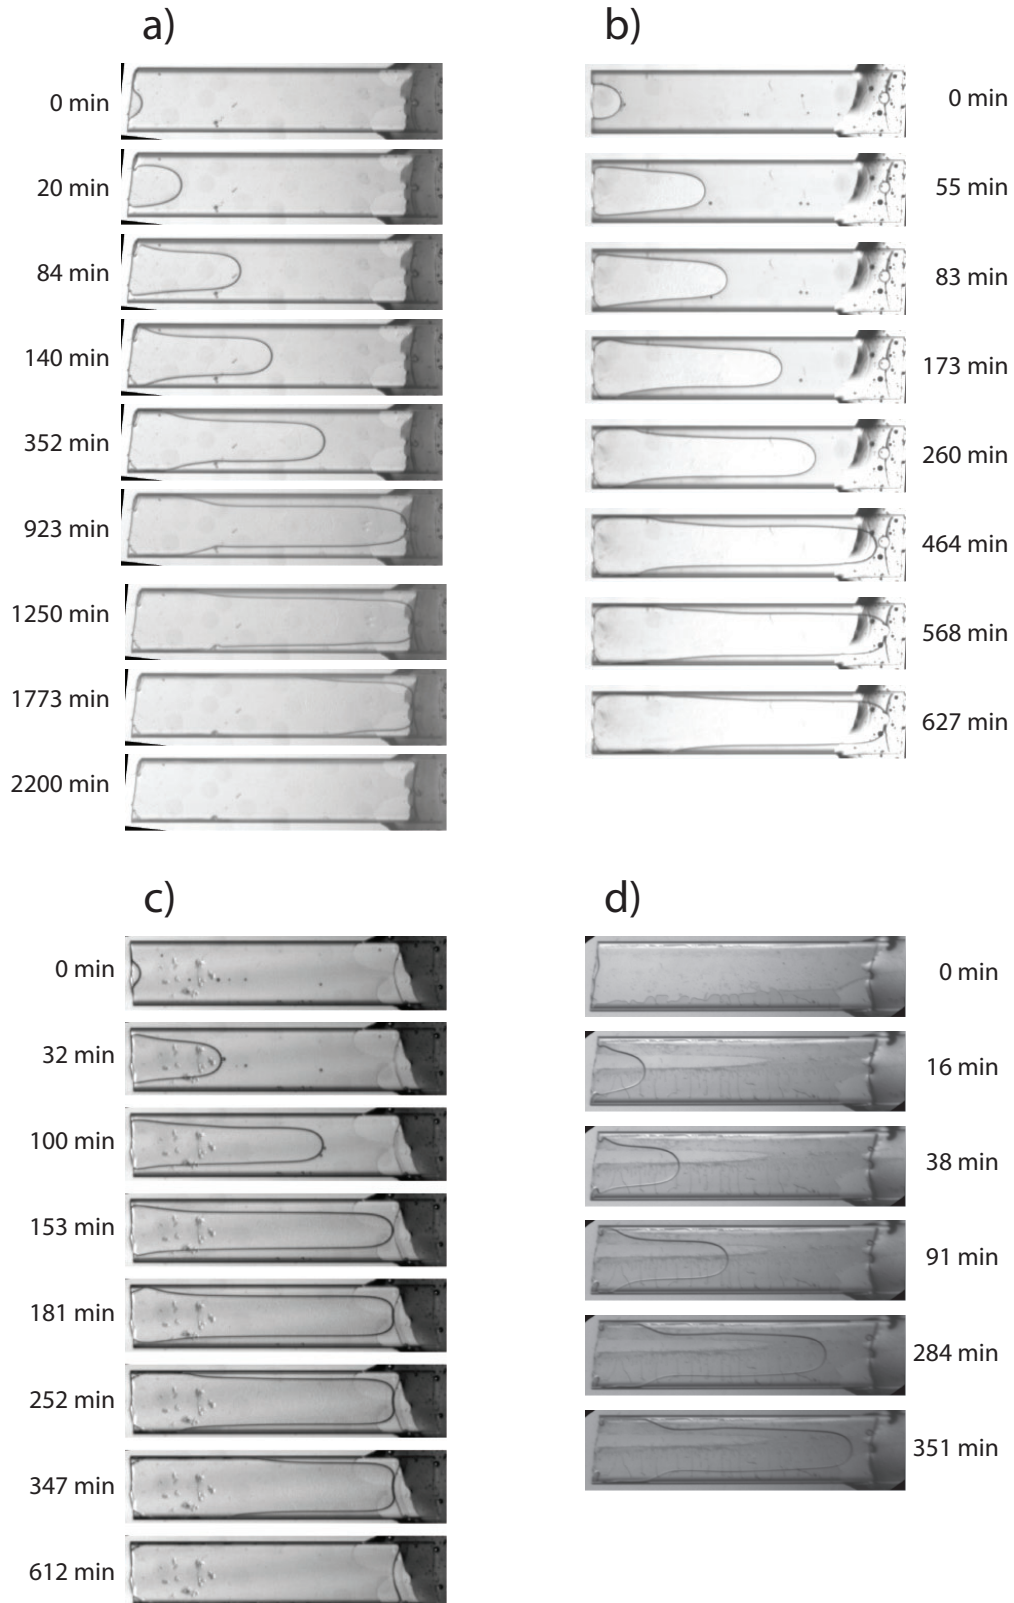 a)
0 min
20 min
84 min
140 min
352 min
923 min
1250 min
1773 min
2200 min
b)
0 min
55 min
83 min
173 min
260 min
464 min
568 min
627 min
c)
0 min
32 min
100 min
153 min
181 min
252 min
347 min
612 min
d)
0 min
16 min
38 min
91 min
284 min
351 min